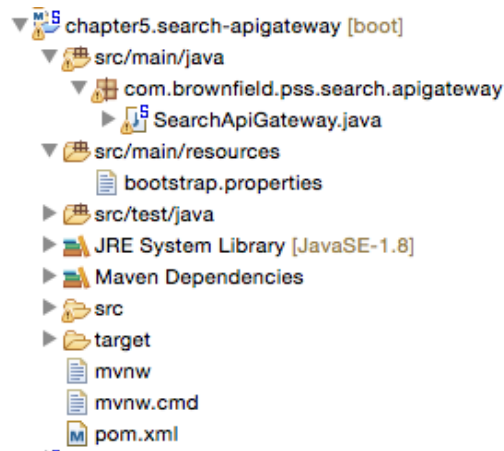 chapter5.search-apigateway [boot]
src/main/java
com.brownfield.pss.search.apigateway
SearchApiGateway.java
src/main/resources
bootstrap.properties
src/test/java
JRE System Library [JavaSE-1.8]
Maven Dependencies
src
target
mvnw
mvnw.cmd
pom.xml